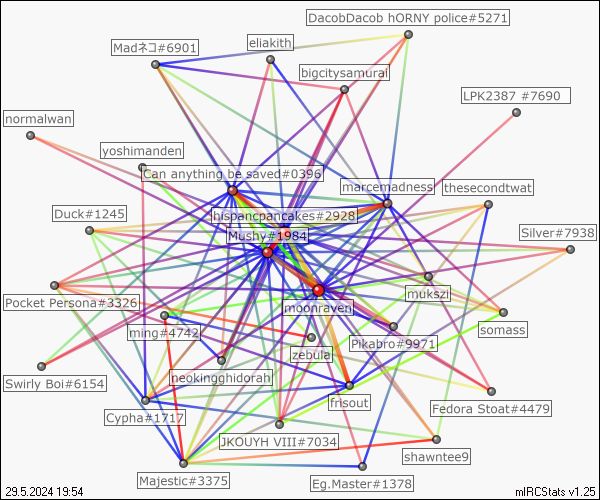 DacobDacob hORNY police#5271
Madネコ#6901
eliakith
bigcitysamurai
LPK2387 #7690
normalwan
yoshimanden
Can anything be saved#0396
marcemadness
thesecondtwat
Duck#1245
hispancpancakes#2928
Mushy#1984
Silver#7938
Pocket Persona#3326
mukszi
moonraven
somass
ming#4742
Pikabro#9971
zebula
Swirly Boi#6154
neokingghidorah
frisout
Fedora Stoat#4479
Cypha#1717
JKOUYH VIII#7034
shawntee9
Majestic#3375
Eg.Master#1378
29.5.2024 19:54
mIRCStats v1.25